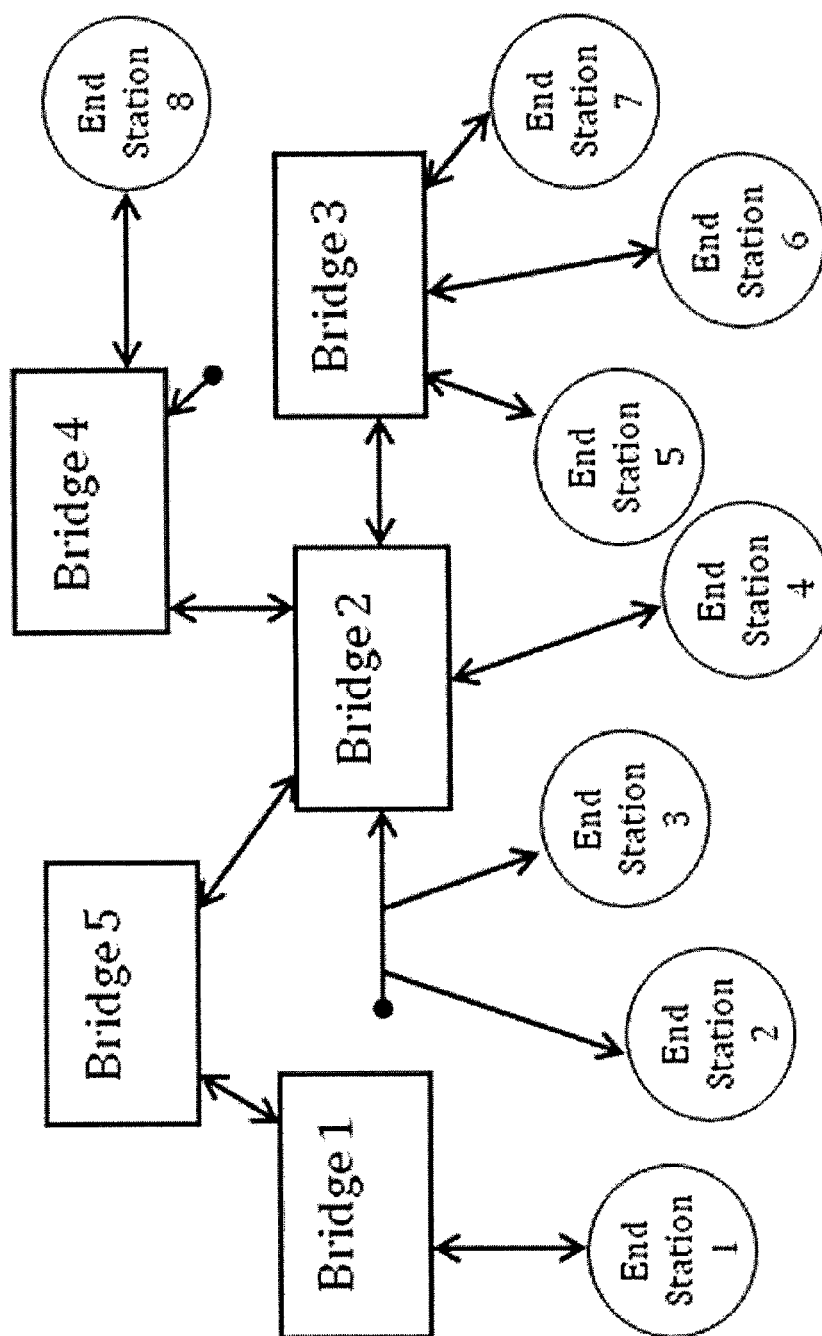 Bridge 5
Bridge 4
End
Station
8
Bridge 1
Bridge 2
Bridge 3
End
Station
1
End
Station
2
End
Station
3
End
Station
4
End
Station
5
End
Station
6
End
Station
7